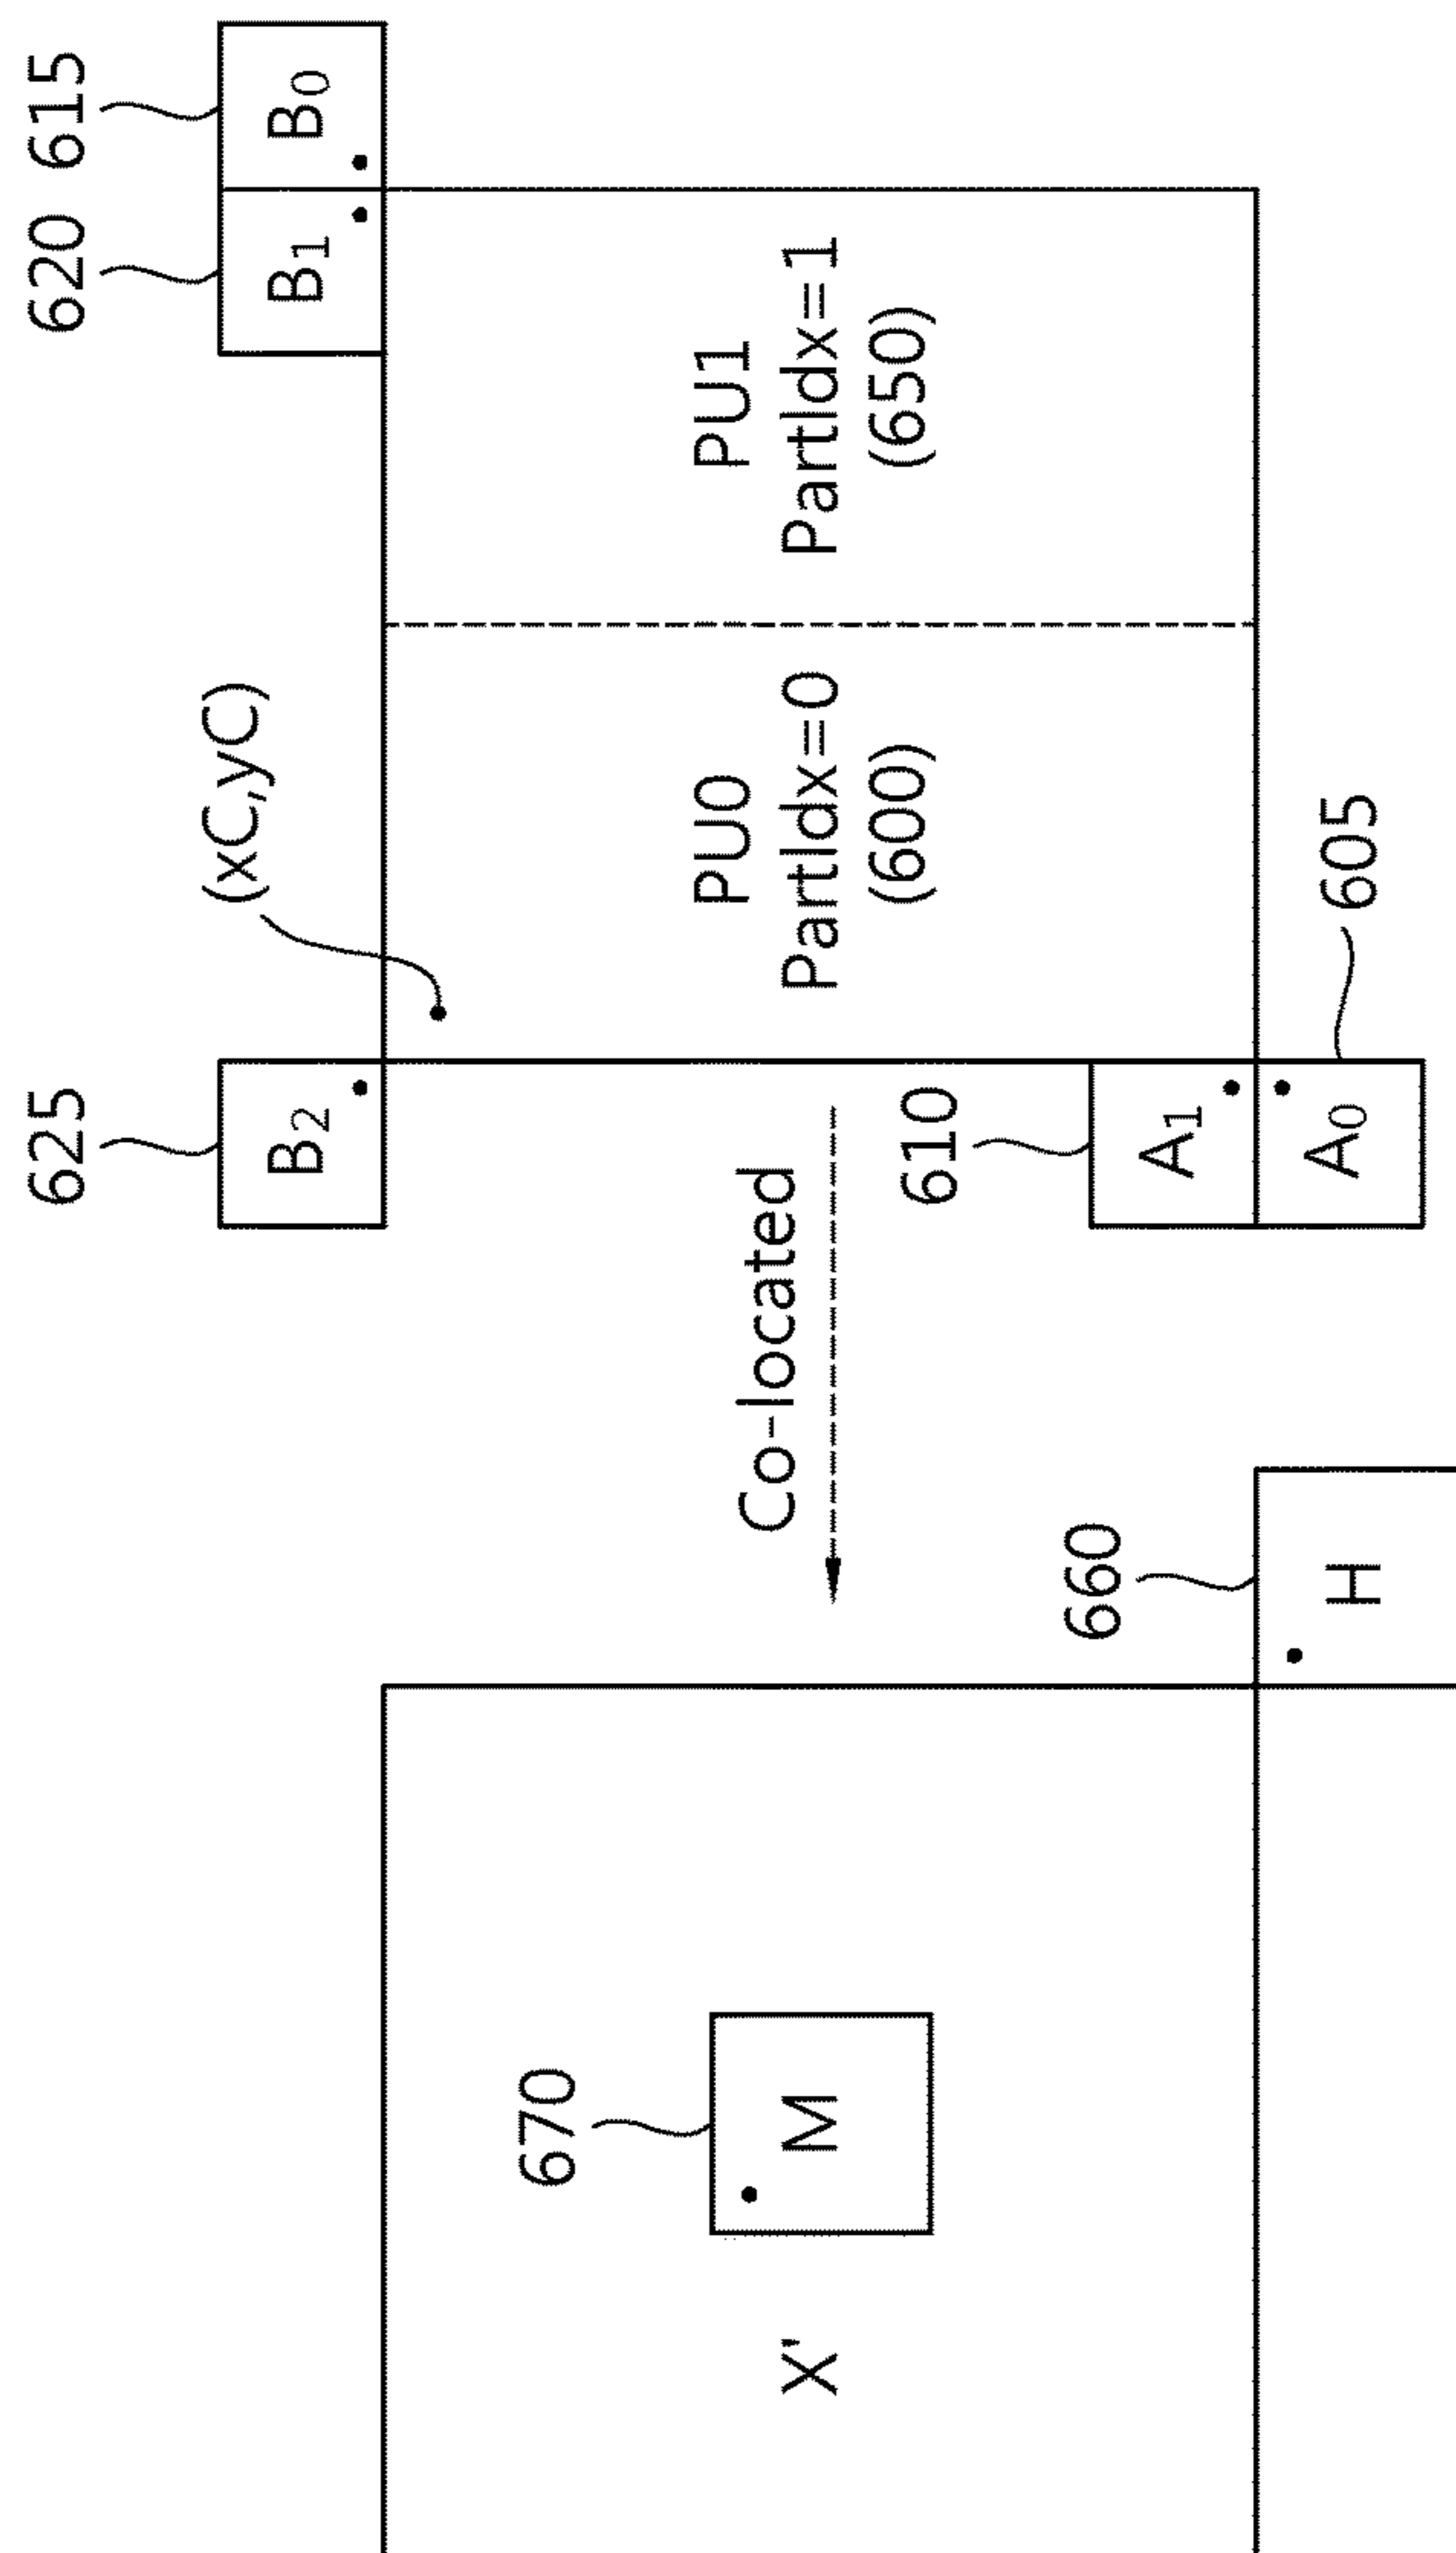 625 620 615
(xC,yC)
B₂ B₁ B₀
670
PU0 PU1
Co-located
X' M PartIdx=0 PartIdx=1
(600) (650)
610
660
A₁
H A₀ 605